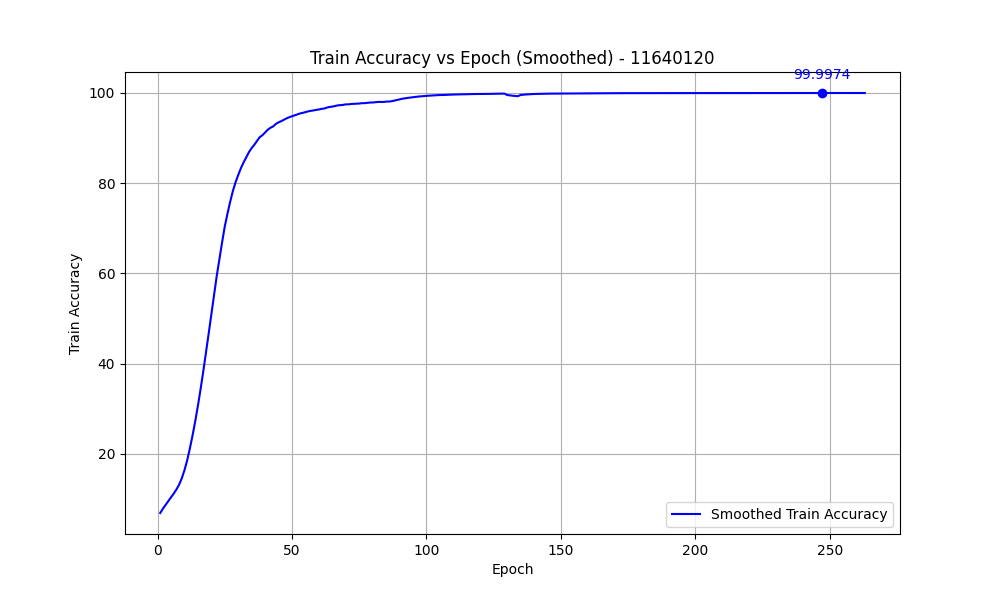 Train Accuracy vs Epoch (Smoothed) - 11640120
99.9974
100
80
60
40
20
Train Accuracy
0 50 100 150 200 250
Epoch
Smoothed Train Accuracy